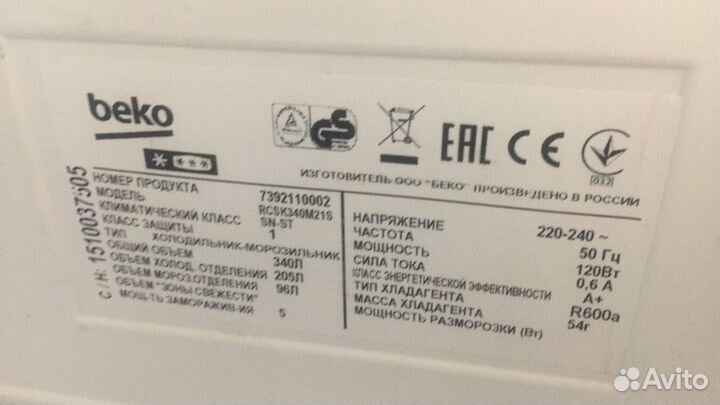 beko
ИЗГОТОВИТЕЛЬ ООО "БЕКО" ПРОИЗВЕДЕНО В РОССИИ
С / Н: 1510037505
НОМЕР ПРОДУКТА 7392110002
МОДЕЛЬ RCSK340M21S
КЛИМАТИЧЕСКИЙ КЛАСС SN-ST
КЛАСС ЗАЩИТЫ 1
ТИП ХОЛОДИЛЬНИК-МОРОЗИЛЬНИК
ОБЩИЙ ОБЪЕМ 340Л
ОБЪЕМ ХОЛОД. ОТДЕЛЕНИЯ 205Л
ОБЪЕМ МОРОЗ.ОТДЕЛЕНИЯ 96Л
ОБЪЕМ "ЗОНЫ СВЕЖЕСТИ"
МОЩ-ТЬ ЗАМОРАЖИВ-ИЯ 5
НАПРЯЖЕНИЕ 220-240 ~
ЧАСТОТА 50 Гц
МОЩНОСТЬ 120Вт
СИЛА ТОКА 0,6 А
КЛАСС ЭНЕРГЕТИЧЕСКОЙ ЭФФЕКТИВНОСТИ А+
ТИП ХЛАДАГЕНТА R600a
МАССА ХЛАДАГЕНТА 54г
МОЩНОСТЬ РАЗМОРОЗКИ (Вт)
GS
EAC CE
Avito